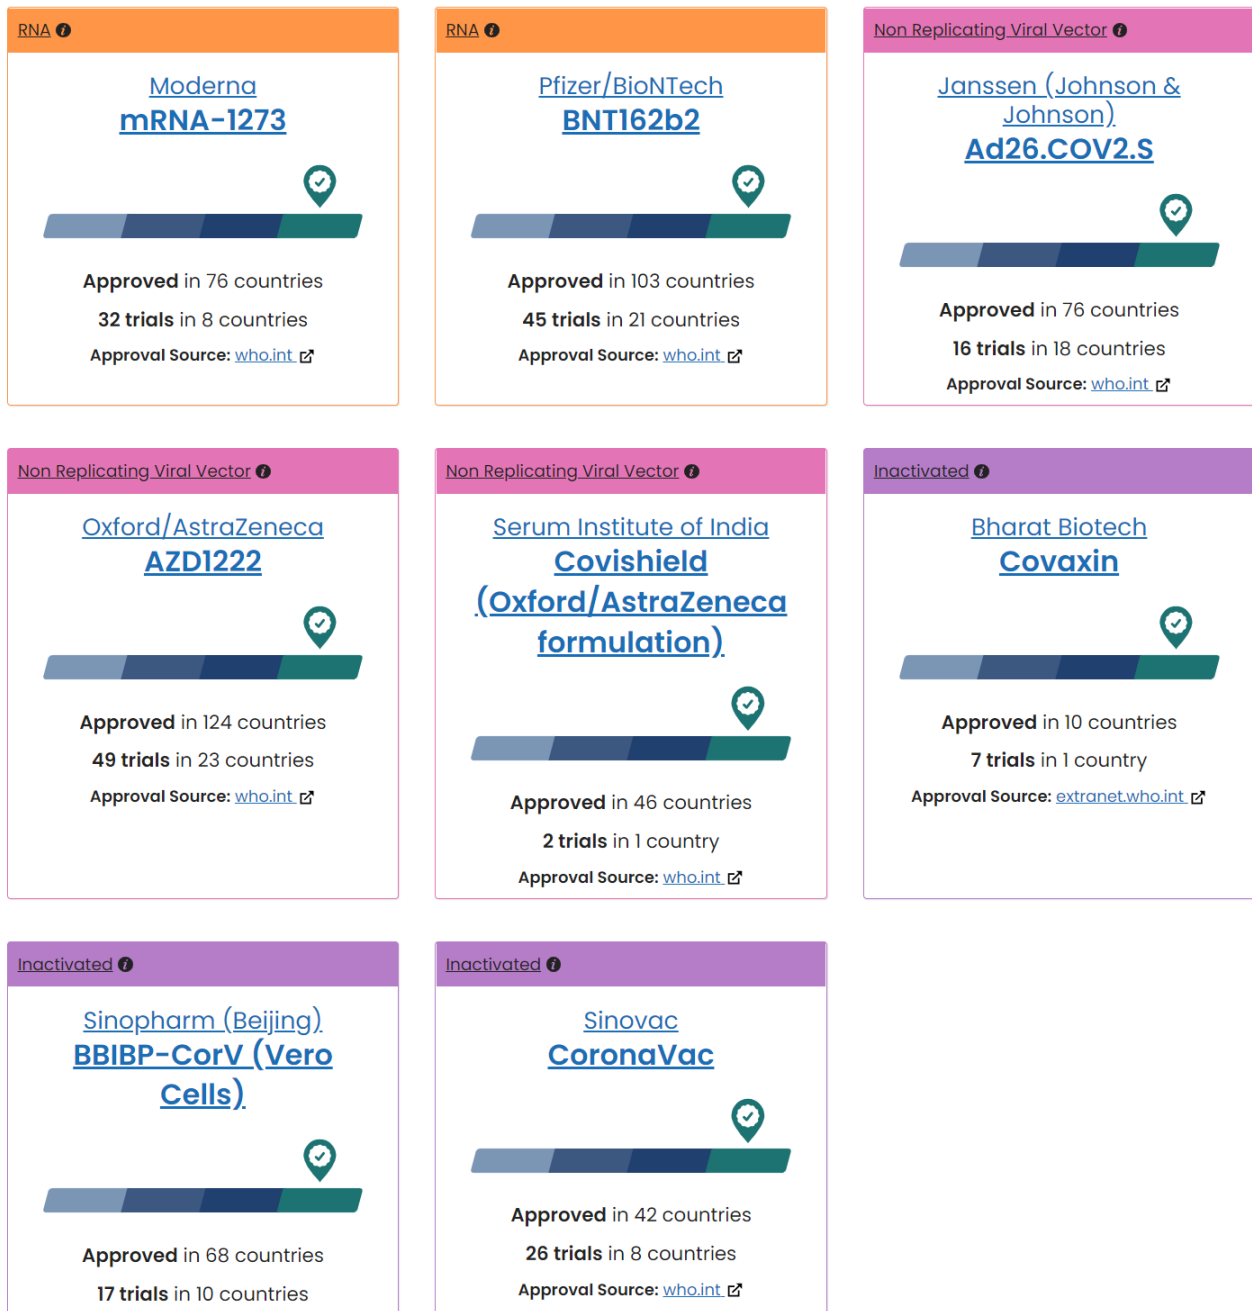 RNA
Moderna
mRNA-1273
Approved in 76 countries
32 trials in 8 countries
Approval Source: who.int
RNA
Pfizer/BioNTech
BNT162b2
Approved in 103 countries
45 trials in 21 countries
Approval Source: who.int
Non Replicating Viral Vector
Janssen (Johnson &
Johnson)
Ad26.COV2.S
Approved in 76 countries
16 trials in 18 countries
Approval Source: who.int
Non Replicating Viral Vector
Oxford/AstraZeneca
AZD1222
Approved in 124 countries
49 trials in 23 countries
Approval Source: who.int
Non Replicating Viral Vector
Serum Institute of India
Covishield
(Oxford/AstraZeneca
formulation)
Approved in 46 countries
2 trials in 1 country
Approval Source: who.int
Inactivated
Bharat Biotech
Covaxin
Approved in 10 countries
7 trials in 1 country
Approval Source: extranet.who.int
Inactivated
Sinopharm (Beijing)
BBIBP-CorV (Vero
Cells)
Approved in 68 countries
17 trials in 10 countries
Inactivated
Sinovac
CoronaVac
Approved in 42 countries
26 trials in 8 countries
Approval Source: who.int